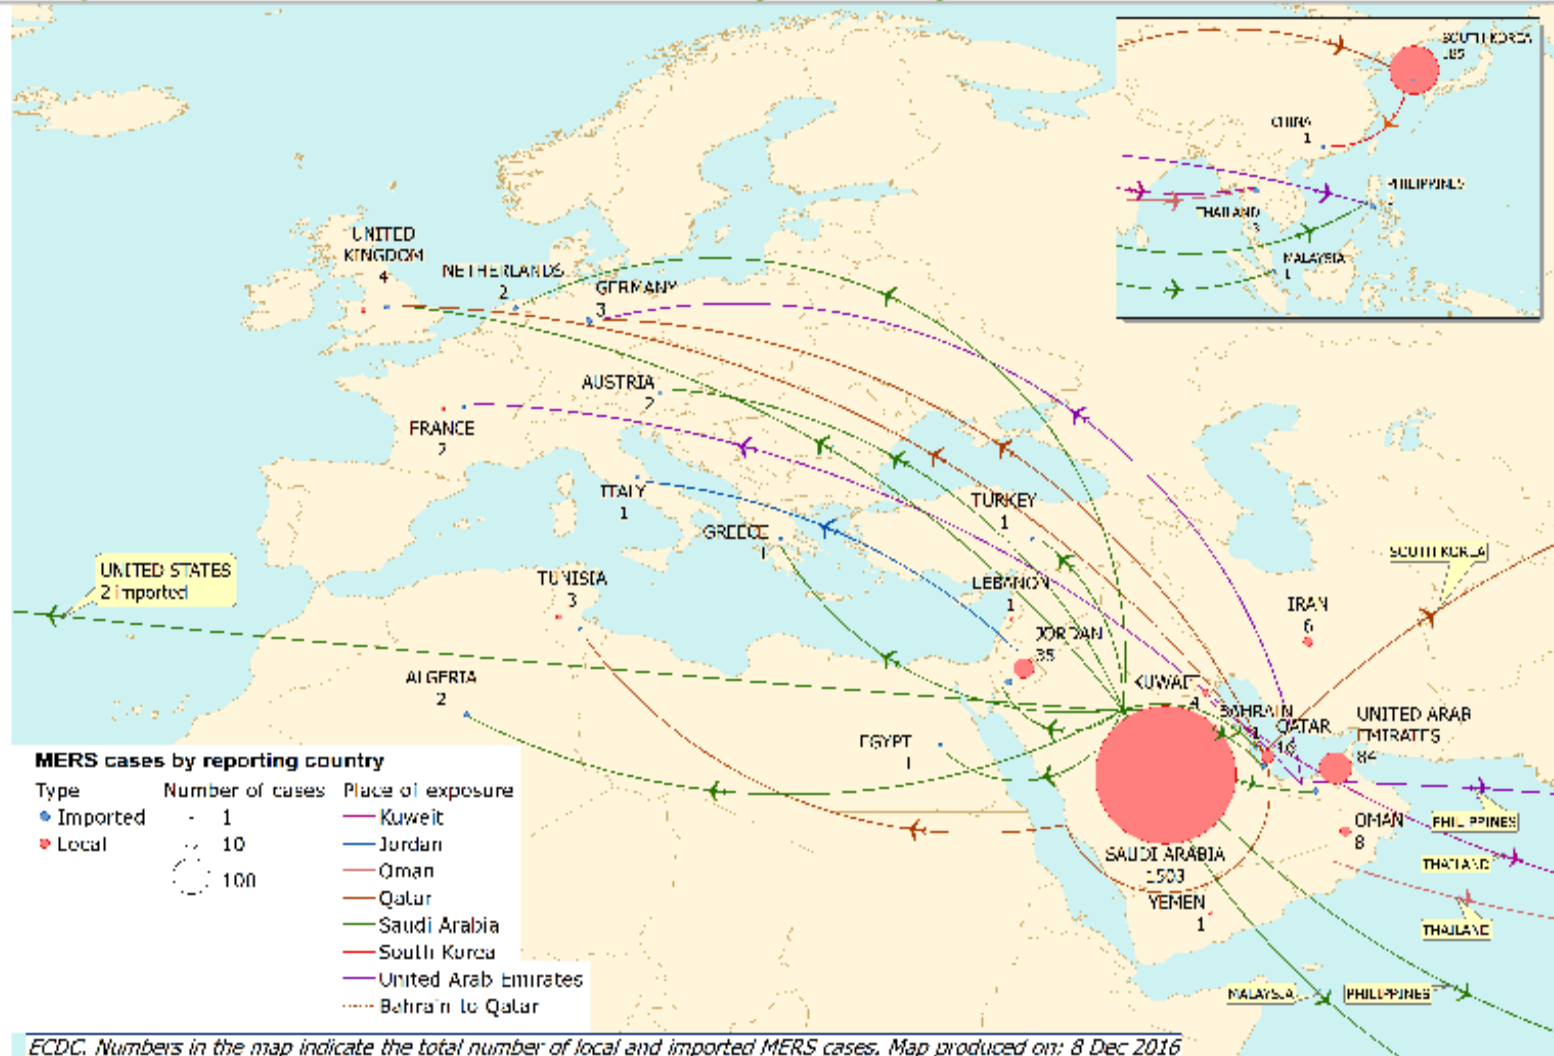 SOUTH KOREA
185
CHINA
1
PHILIPPINES
THAILAND
3
MALAYSIA
1
UNITED
KINGDOM
4
NETHERLANDS
2
GERMANY
3
AUSTRIA
2
FRANCE
2
ITALY
1
GREECE
1
TURKEY
1
SOUTH KOREA
UNITED STATES
2 imported
TUNISIA
3
LEBANON
1
IRAN
6
JORDAN
35
ALGERIA
2
KUWAIT
4
BAHRAIN
1
QATAR
UNITED ARAB
EMIRATES
84
EGYPT
1
PHILIPPINES
OMAN
8
THAILAND
SAUDI ARABIA
1503
YEMEN
1
THAILAND
MALAYSIA
PHILIPPINES
MERS cases by reporting country
Type
Imported
Local
Number of cases
1
10
100
Place of exposure
Kuweit
Jordan
Oman
Qatar
Saudi Arabia
South Korea
United Arab Emirates
Bahrain to Qatar
ECDC. Numbers in the map indicate the total number of local and imported MERS cases. Map produced on: 8 Dec 2016